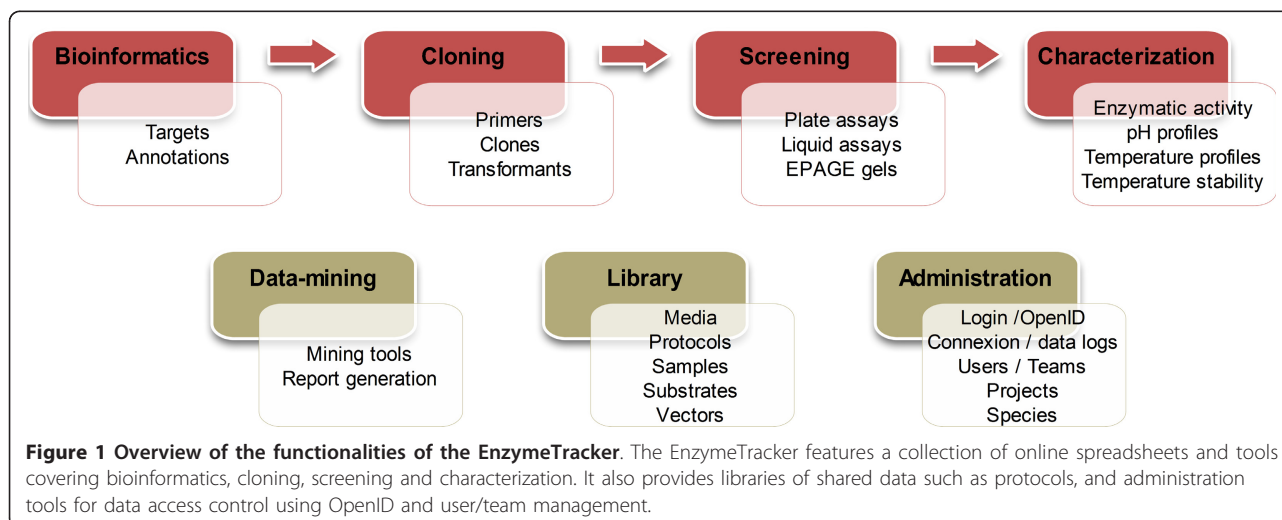 Bioinformatics
Targets
Annotations
Cloning
Primers
Clones
Transformants
Screening
Plate assays
Liquid assays
EPAGE gels
Characterization
Enzymatic activity
pH profiles
Temperature profiles
Temperature stability
Data-mining
Mining tools
Report generation
Library
Media
Protocols
Samples
Substrates
Vectors
Administration
Login /OpenID
Connexion / data logs
Users / Teams
Projects
Species
Figure 1 Overview of the functionalities of the EnzymeTracker. The EnzymeTracker features a collection of online spreadsheets and tools
covering bioinformatics, cloning, screening and characterization. It also provides libraries of shared data such as protocols, and administration
tools for data access control using OpenID and user/team management.